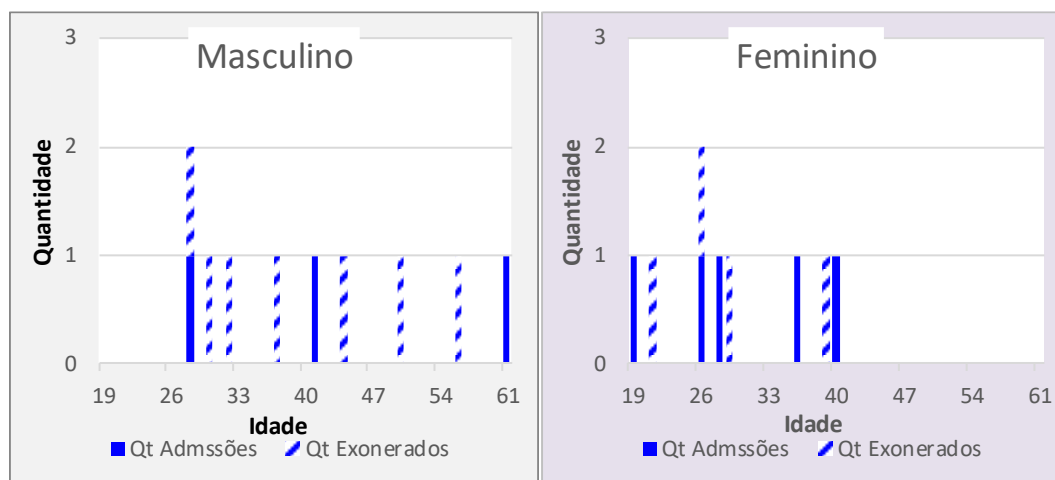 Masculino
Quantidade
3
2
1
0
19 26 33 40 47 54 61
Idade
Qt Admssões Qt Exonerados
Feminino
Quantidade
3
2
1
0
19 26 33 40 47 54 61
Idade
Qt Admssões Qt Exonerados